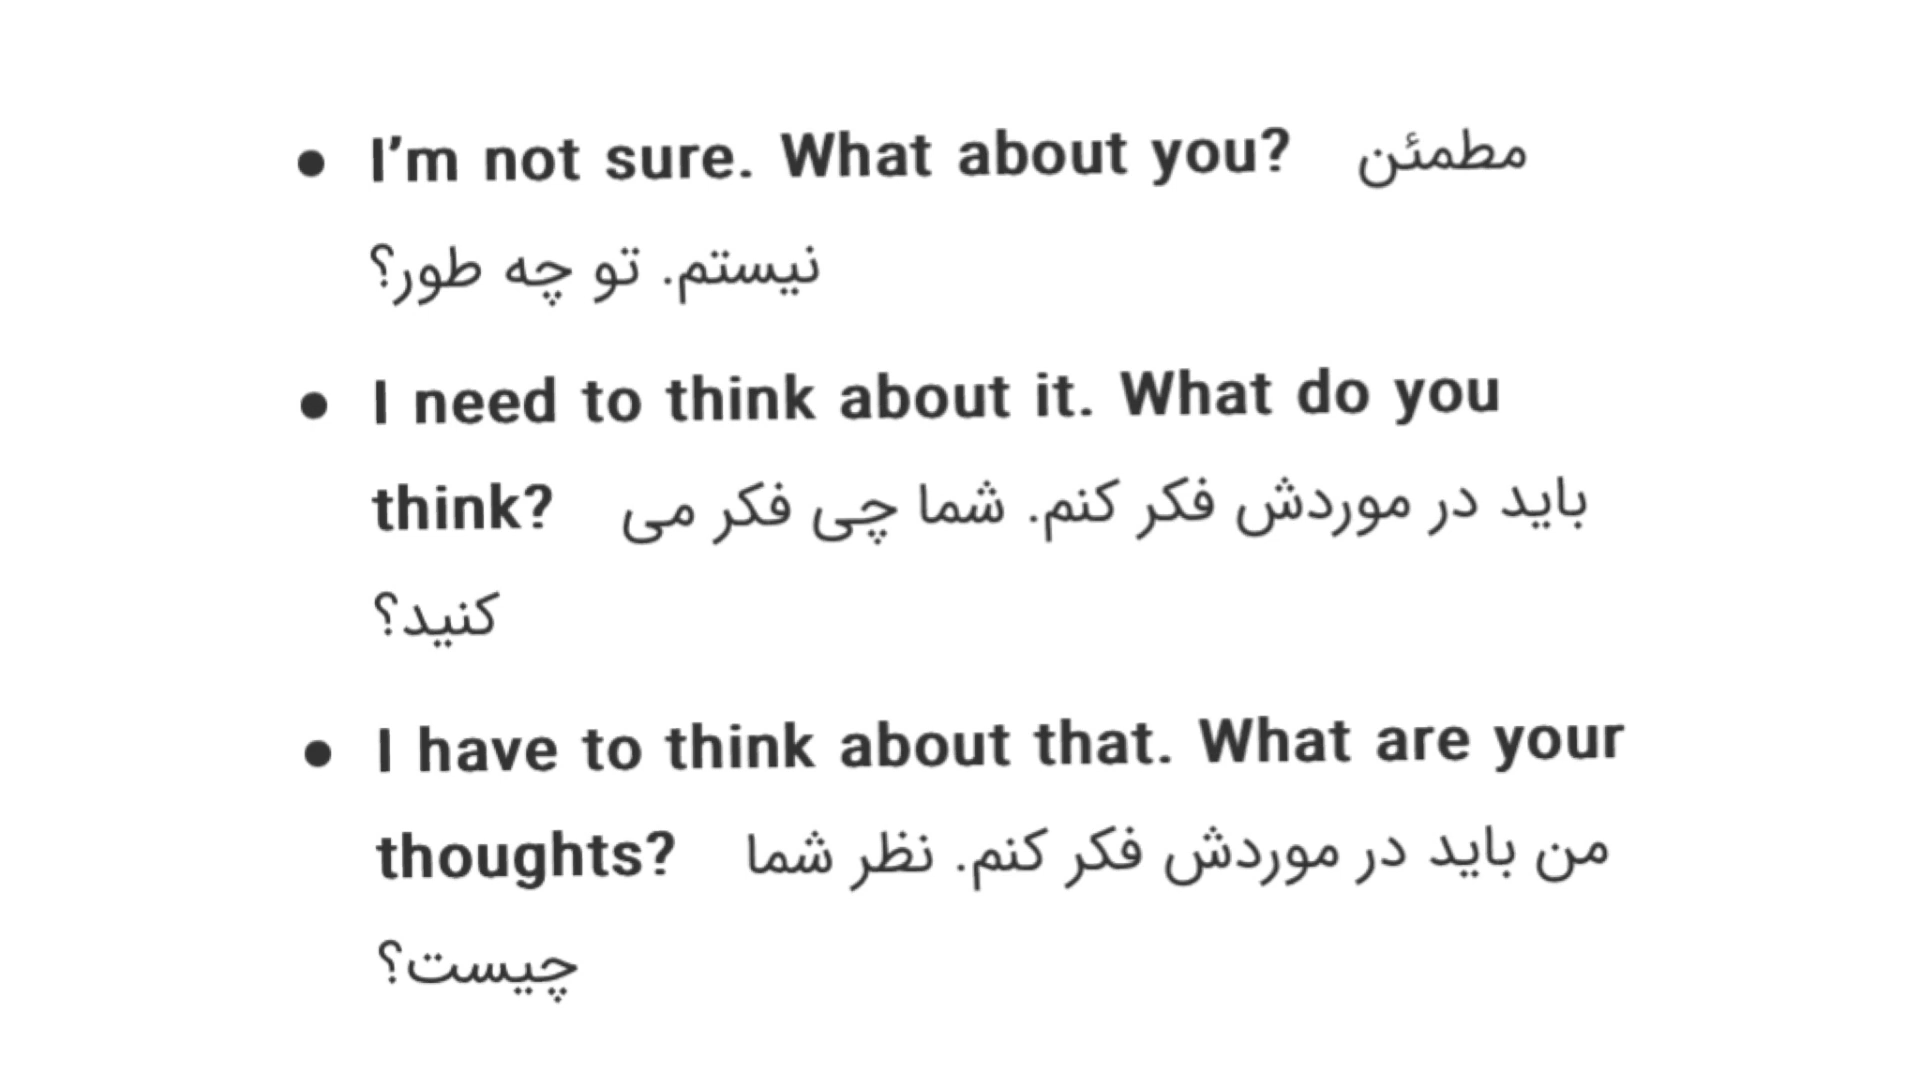 • I’m not sure. What about you? مطمئن
نیستم. تو چه طور؟
• I need to think about it. What do you
think? باید در موردش فکر کنم. شما چی فکر می
کنید؟
• I have to think about that. What are your
thoughts? من باید در موردش فکر کنم. نظر شما
چیست؟